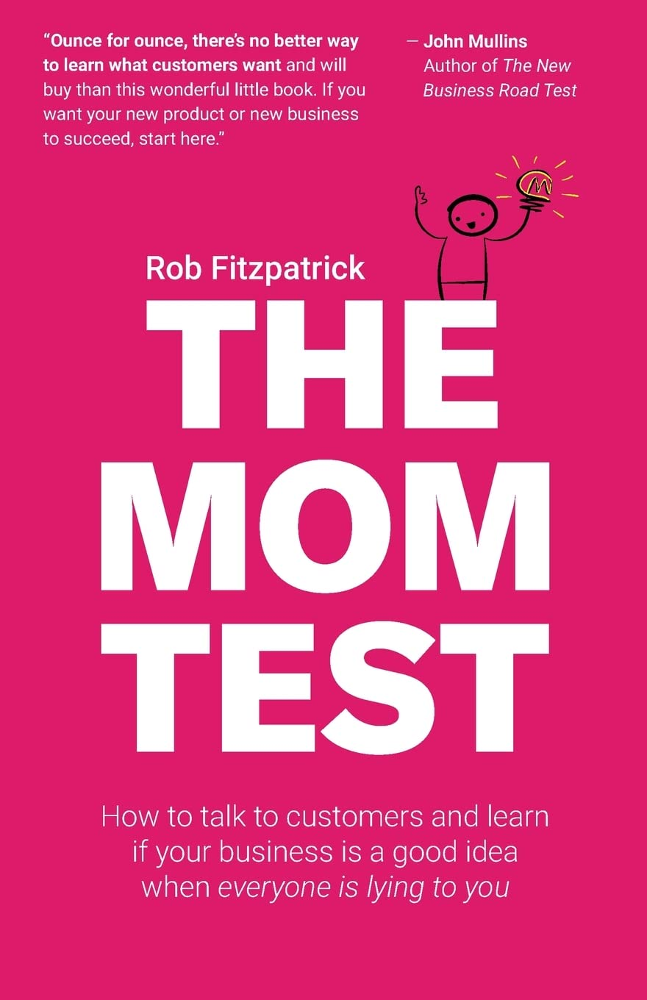 “Ounce for ounce, there’s no better way
to learn what customers want and will
buy than this wonderful little book. If you
want your new product or new business
to succeed, start here.”
— John Mullins
Author of The New
Business Road Test
M
Rob Fitzpatrick
THE
MOM
TEST
How to talk to customers and learn
if your business is a good idea
when everyone is lying to you